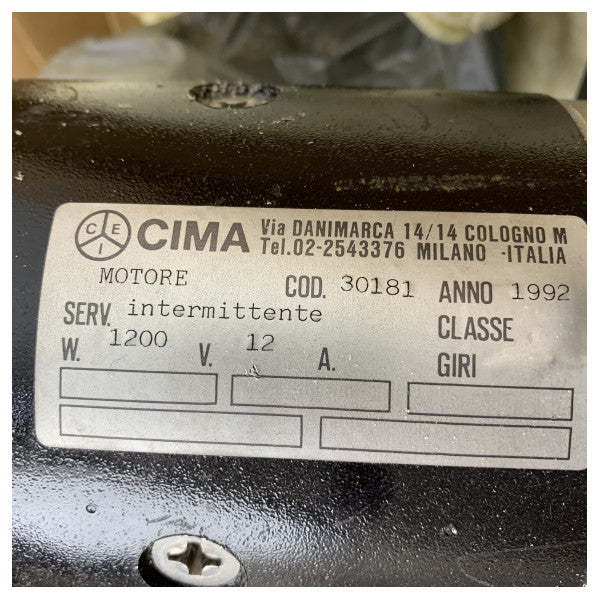 CEI CIMA Via DANIMARCA 14/14 COLOGNO M
Tel.02-2543376 MILANO -ITALIA
MOTORE COD. 30181 ANNO 1992
SERV. intermittente CLASSE
W. 1200 V. 12 A. GIRI